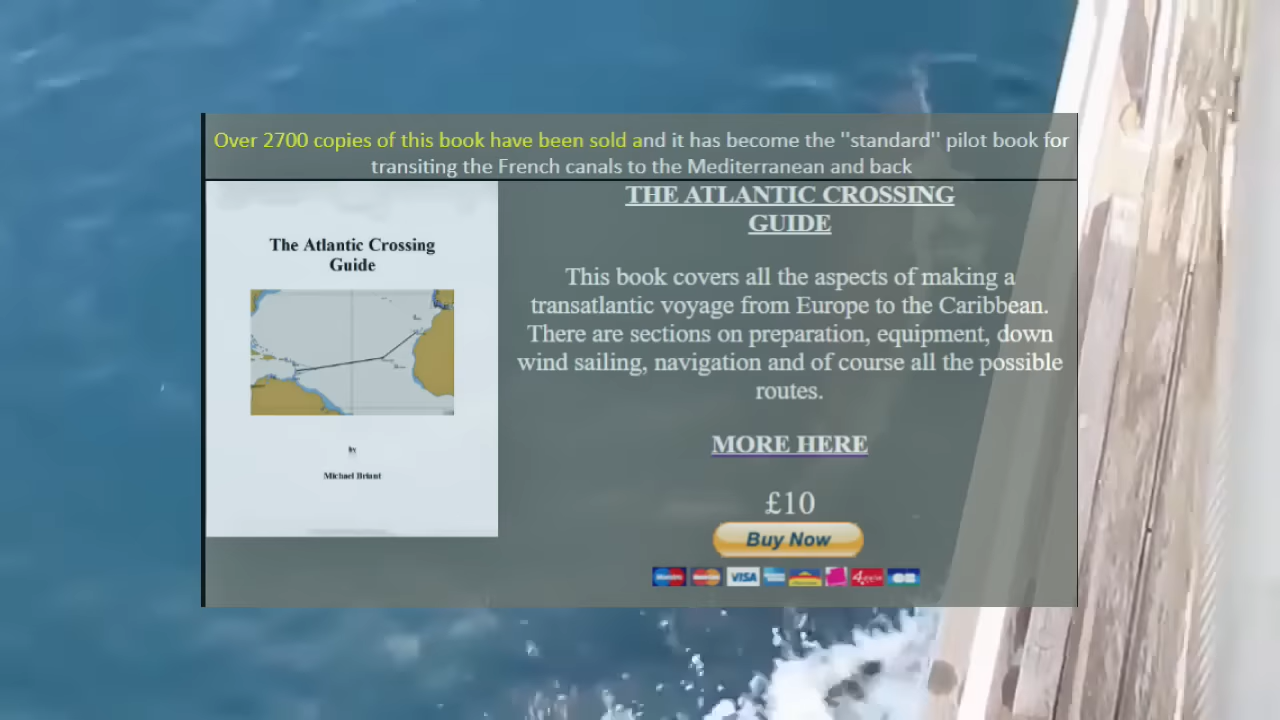 Over 2700 copies of this book have been sold and it has become the "standard" pilot book for
transiting the French canals to the Mediterranean and back
The Atlantic Crossing
Guide
by
Michael Briant
THE ATLANTIC CROSSING
GUIDE
This book covers all the aspects of making a
transatlantic voyage from Europe to the Caribbean.
There are sections on preparation, equipment, down
wind sailing, navigation and of course all the possible
routes.
MORE HERE
£10
Buy Now
VISA